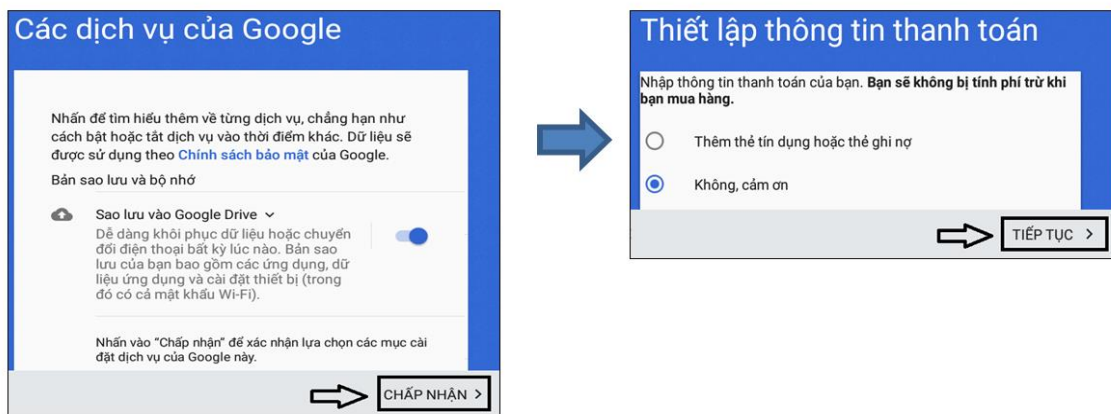 Các dịch vụ của Google
Nhấn để tìm hiểu thêm về từng dịch vụ, chẳng hạn như
cách bật hoặc tắt dịch vụ vào thời điểm khác. Dữ liệu sẽ
được sử dụng theo Chính sách bảo mật của Google.
Bản sao lưu và bộ nhớ
Sao lưu vào Google Drive
Dễ dàng khôi phục dữ liệu hoặc chuyển
đổi điện thoại bất kỳ lúc nào. Bản sao
lưu của bạn bao gồm các ứng dụng, dữ
liệu ứng dụng và cài đặt thiết bị (trong
đó có cả mật khẩu Wi-Fi).
Nhấn vào “Chấp nhận” để xác nhận lựa chọn các mục cài
đặt dịch vụ của Google này.
CHẤP NHẬN >
Thiết lập thông tin thanh toán
Nhập thông tin thanh toán của bạn. Bạn sẽ không bị tính phí trừ khi
bạn mua hàng.
Thêm thẻ tín dụng hoặc thẻ ghi nợ
Không, cảm ơn
TIẾP TỤC >